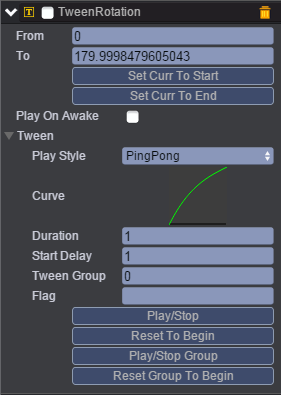 TweenRotation
From 0
To 179.9998479605043
Set Curr To Start
Set Curr To End
Play On Awake
Tween
Play Style PingPong
Curve
Duration 1
Start Delay 1
Tween Group 0
Flag
Play/Stop
Reset To Begin
Play/Stop Group
Reset Group To Begin